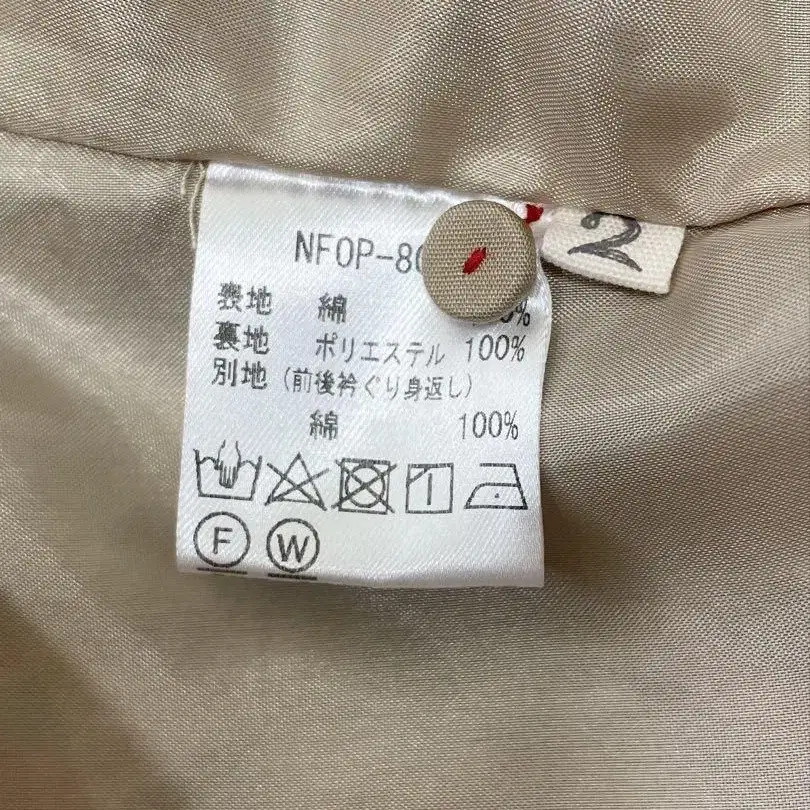 NFOP-8
2
表地 綿 %
裏地 ポリエステル 100%
別地 (前後衿ぐり身返し)
綿 100%
F W